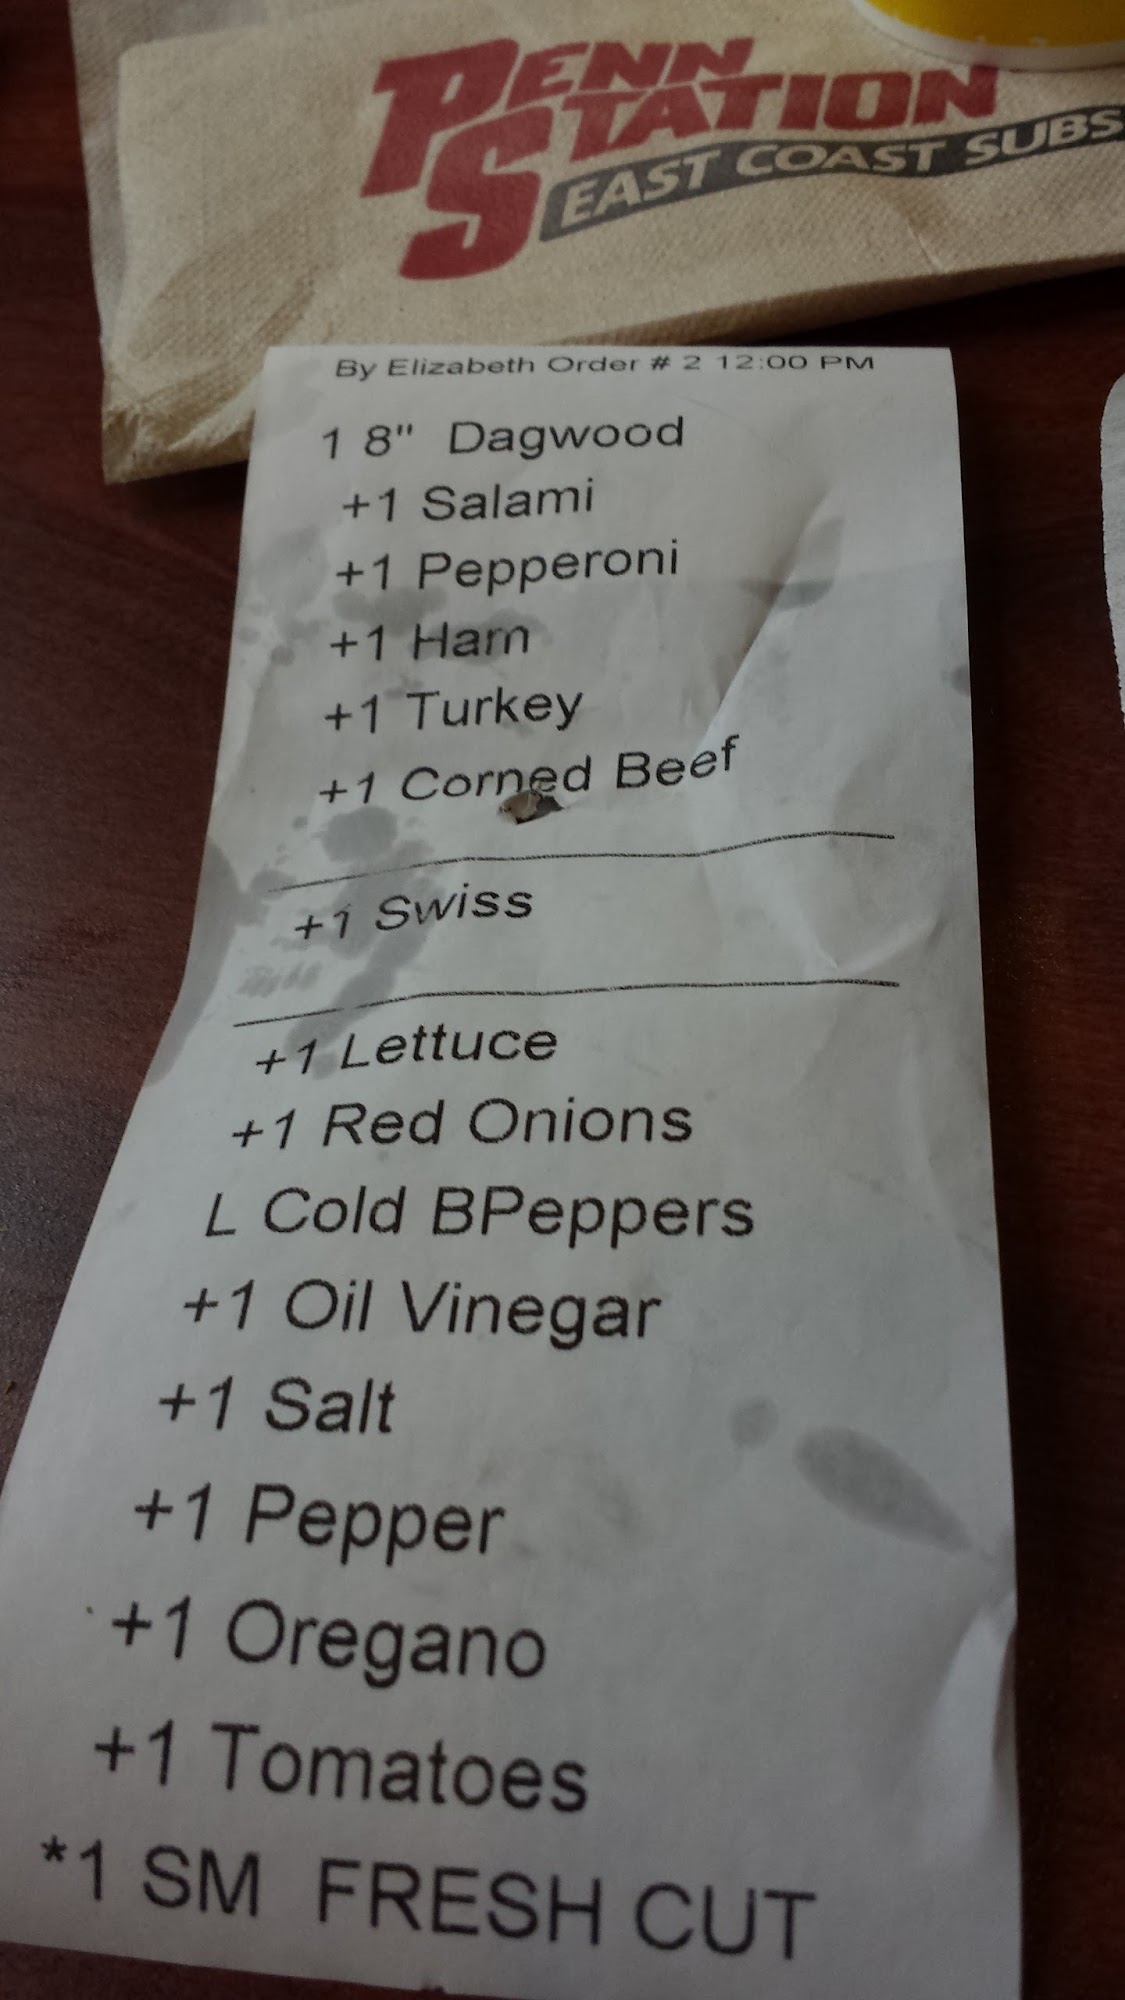 PENN
STATION
EAST COAST SUBS
By Elizabeth Order # 2 12:00 PM
1 8" Dagwood
+1 Salami
+1 Pepperoni
+1 Ham
+1 Turkey
+1 Corned Beef
+1 Swiss
+1 Lettuce
+1 Red Onions
L Cold BPeppers
+1 Oil Vinegar
+1 Salt
+1 Pepper
+1 Oregano
+1 Tomatoes
*1 SM FRESH CUT